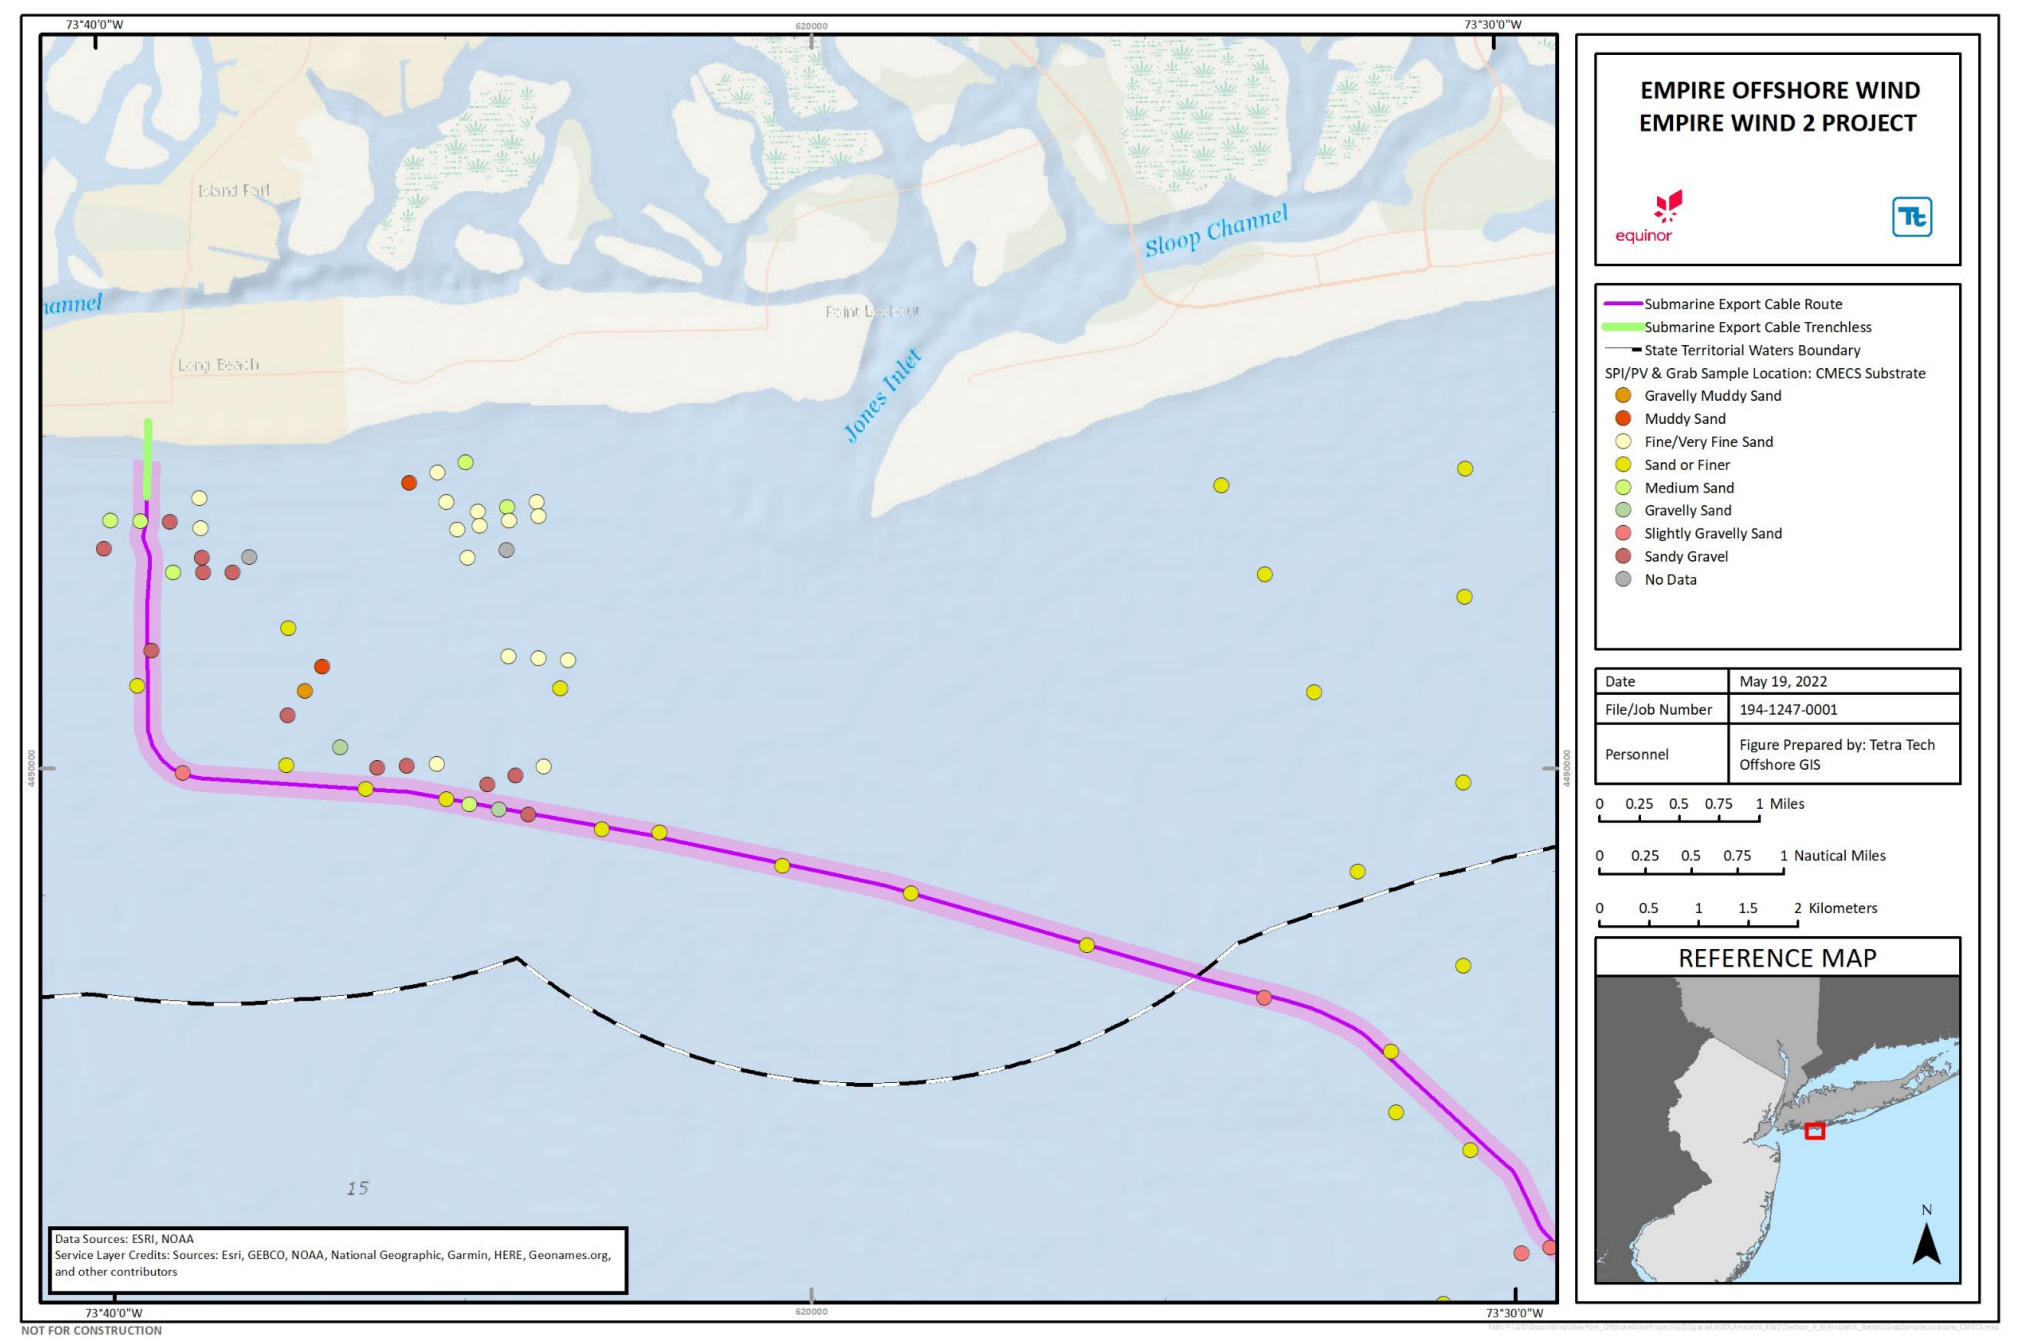 73°40'0"W
620000
73°30'0"W
EMPIRE OFFSHORE WIND
EMPIRE WIND 2 PROJECT
equinor
Tt
Island Park
Sloop Channel
hannel
Point Lookout
Long Beach
Jones Inlet
Submarine Export Cable Route
Submarine Export Cable Trenchless
State Territorial Waters Boundary
SPI/PV & Grab Sample Location: CMECS Substrate
Gravelly Muddy Sand
Muddy Sand
Fine/Very Fine Sand
Sand or Finer
Medium Sand
Gravelly Sand
Slightly Gravelly Sand
Sandy Gravel
No Data
Date May 19, 2022
File/Job Number 194-1247-0001
Personnel Figure Prepared by: Tetra Tech
Offshore GIS
4490000
4490000
0 0.25 0.5 0.75 1 Miles
0 0.25 0.5 0.75 1 Nautical Miles
0 0.5 1 1.5 2 Kilometers
REFERENCE MAP
N
15
Data Sources: ESRI, NOAA
Service Layer Credits: Sources: Esri, GEBCO, NOAA, National Geographic, Garmin, HERE, Geonames.org,
and other contributors
73°40'0"W
620000
73°30'0"W
NOT FOR CONSTRUCTION